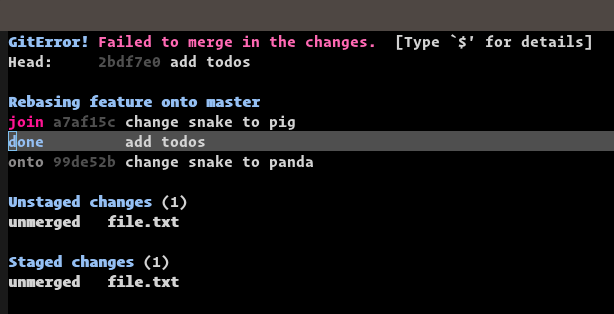 GitError! Failed to merge in the changes.  [Type `$′ for details]
Head:     2bdf7e0 add todos
Rebasing feature onto master
join a7af15c change snake to pig
done         add todos
onto 99de52b change snake to panda
Unstaged changes (1)
unmerged   file.txt
Staged changes (1)
unmerged   file.txt